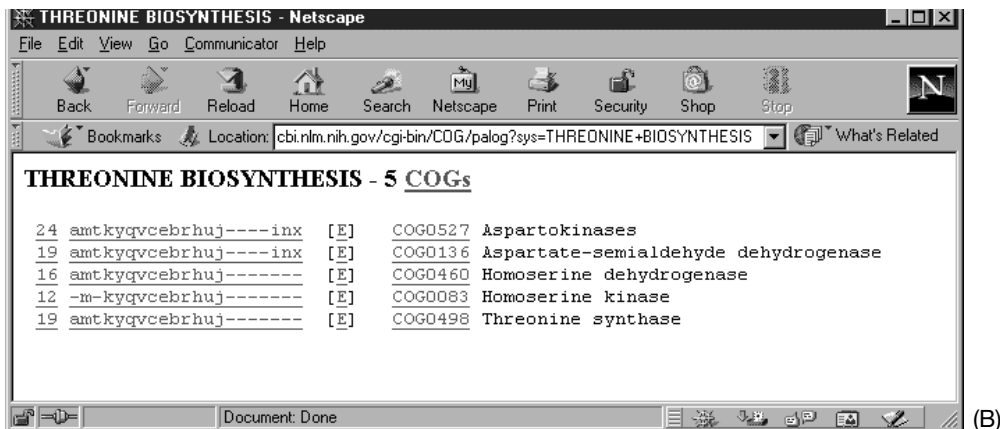 THREONINE BIOSYNTHESIS - Netscape
File Edit View Go Communicator Help
Back Forward Reload Home Search Netscape Print Security Shop Stop
My
N
Bookmarks Location: cbi.nlm.nih.gov/cgi-bin/COG/palog?sys=THREONINE+BIOSYNTHESIS What's Related
THREONINE BIOSYNTHESIS - 5 COGs
24 amtkyqvcebrhuj----inx [E] COG0527 Aspartokinases
19 amtkyqvcebrhuj----inx [E] COG0136 Aspartate-semialdehyde dehydrogenase
16 amtkyqvcebrhuj------- [E] COG0460 Homoserine dehydrogenase
12 -m-kyqvcebrhuj------- [E] COG0083 Homoserine kinase
19 amtkyqvcebrhuj------- [E] COG0498 Threonine synthase
Document: Done
(B)